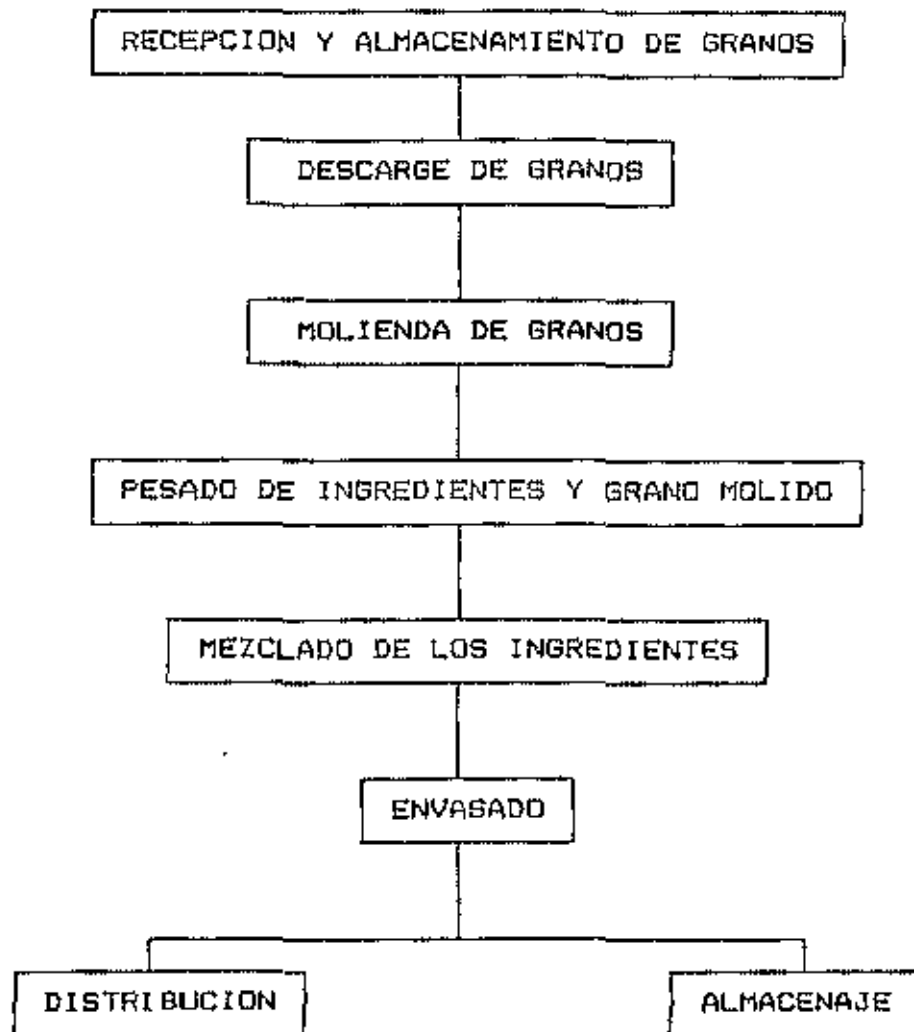 RECEPCION Y ALMACENAMIENTO DE GRANOS
DESCARGE DE GRANOS
MOLIENDA DE GRANOS
PESADO DE INGREDIENTES Y GRANO MOLIDO
MEZCLADO DE LOS INGREDIENTES
ENVASADO
DISTRIBUCION
ALMACENAJE